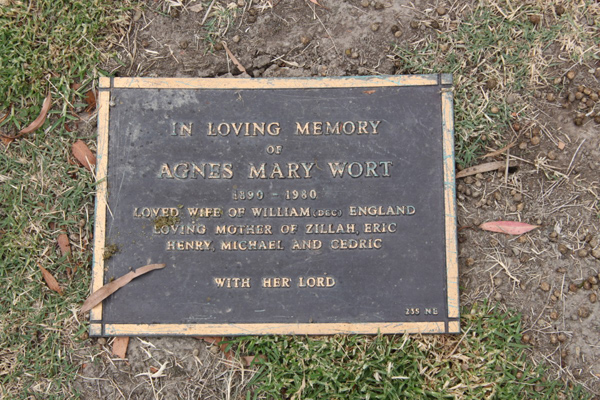 IN LOVING MEMORY
OF
AGNES MARY WORT
1890 - 1980
LOVED WIFE OF WILLIAM (DEC) ENGLAND
LOVING MOTHER OF ZILLAH, ERIC
HENRY, MICHAEL AND CEDRIC
WITH HER LORD
255 NE